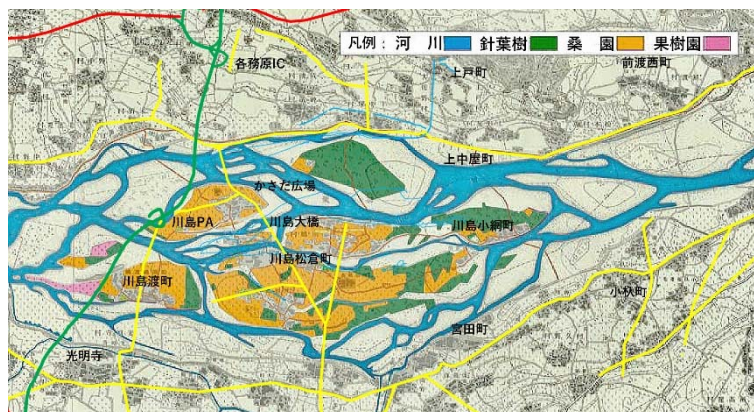 凡例：河　川 針葉樹 桑　園 果樹園
各務原IC
上戸町
前渡西町
上中屋町
かさだ広場
川島PA
川島大橋
川島小網町
川島松倉町
川島渡町
小杁町
宮田町
光明寺